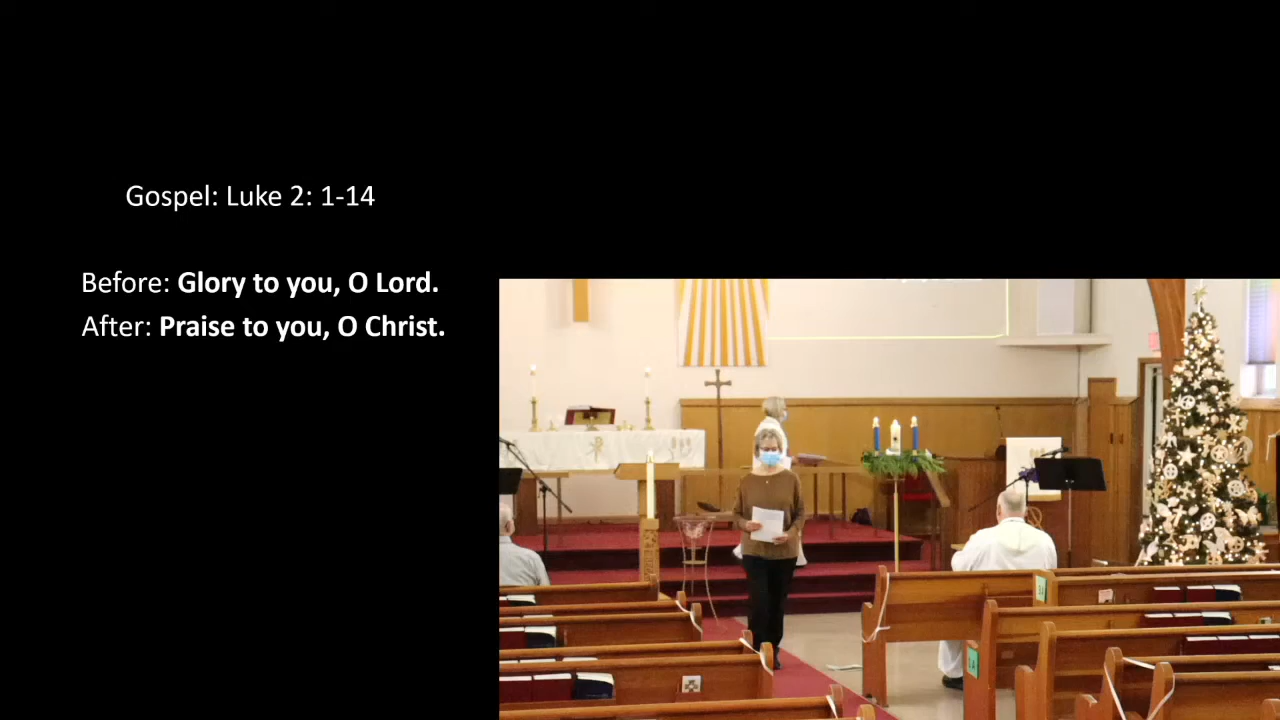 Gospel: Luke 2: 1-14
Before: Glory to you, O Lord.
After: Praise to you, O Christ.